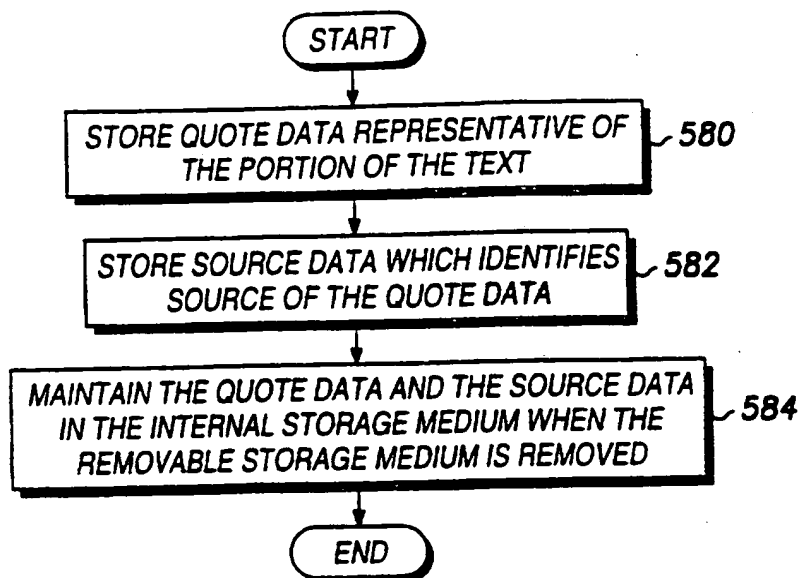 START
STORE QUOTE DATA REPRESENTATIVE OF
THE PORTION OF THE TEXT
580
STORE SOURCE DATA WHICH IDENTIFIES
SOURCE OF THE QUOTE DATA
582
MAINTAIN THE QUOTE DATA AND THE SOURCE DATA
IN THE INTERNAL STORAGE MEDIUM WHEN THE
REMOVABLE STORAGE MEDIUM IS REMOVED
584
END